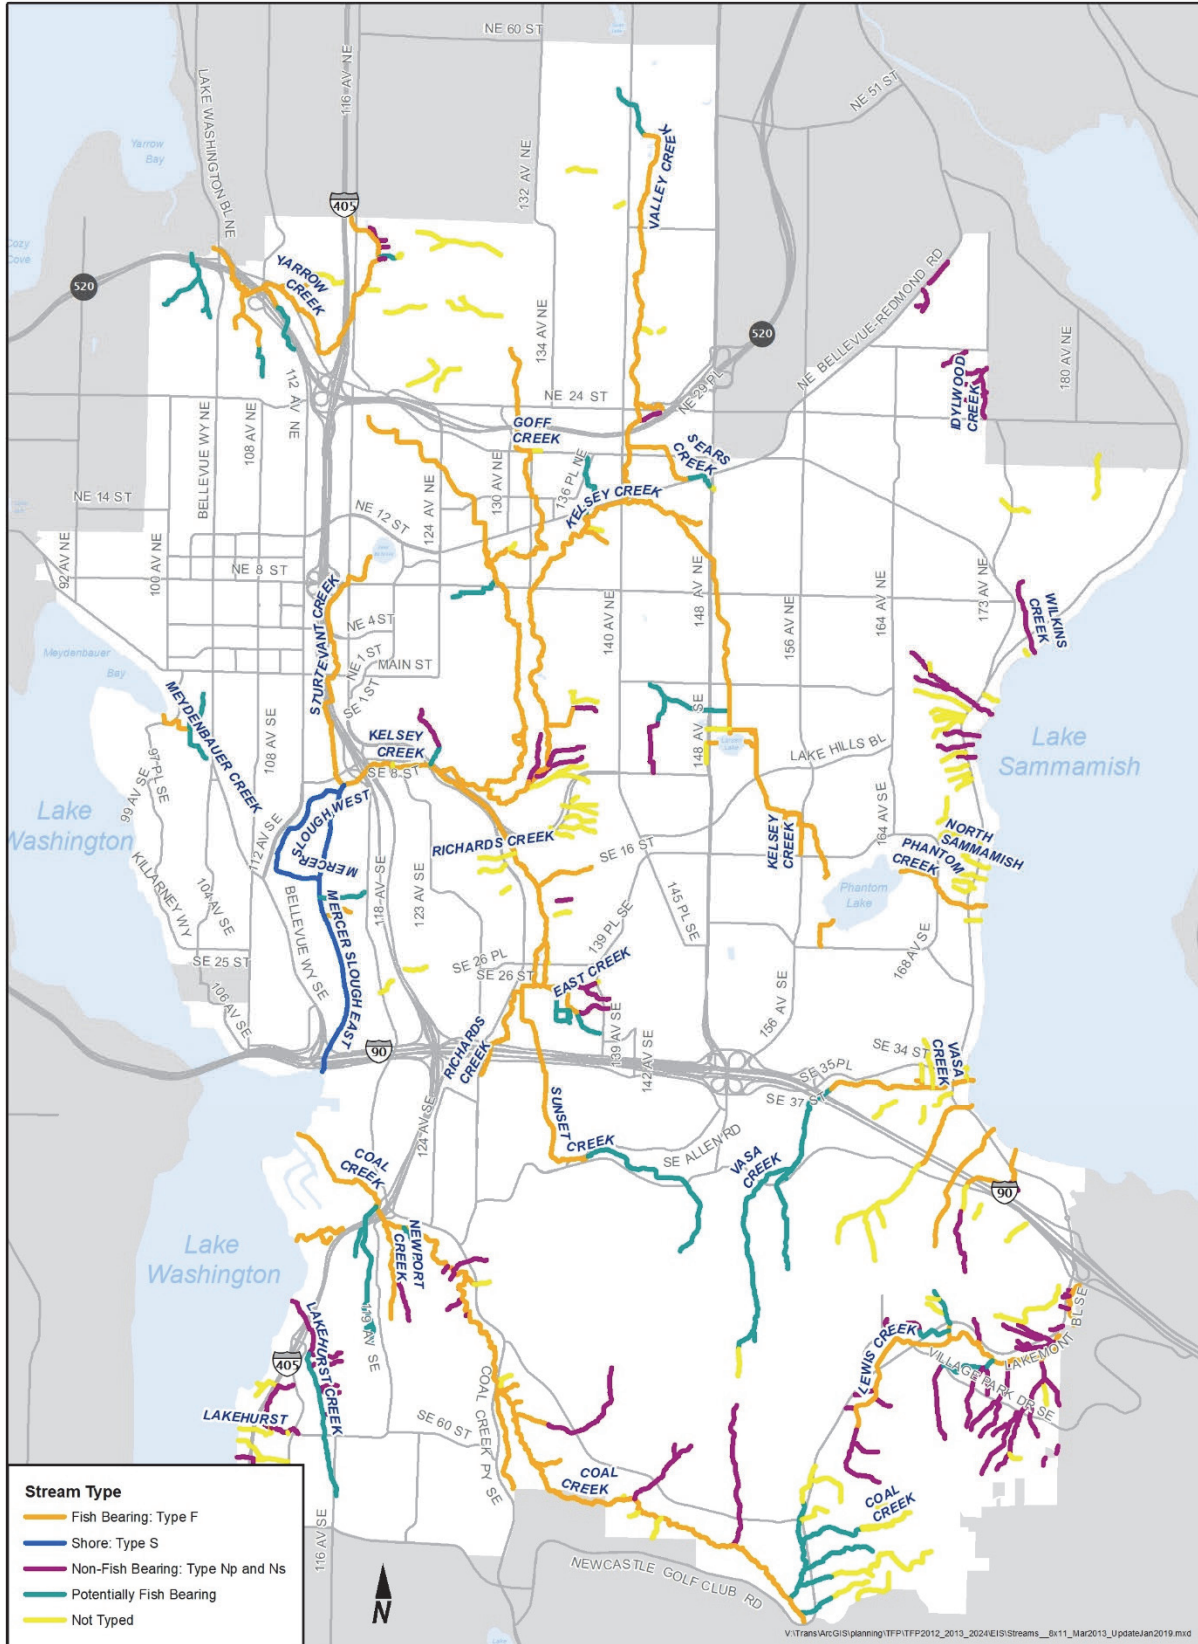 NE 60 ST
LAKE WASHINGTON BL NE
116 AV NE
NE 51 ST
Yarrow
Bay
132 AV NE
VALLEY CREEK
405
Cozy
Cove
YARROW
CREEK
520
520
NE BELLEVUE-REDMOND RD
134 AV NE
180 AV NE
112 AV NE
NE 29 PL
IDYLWOOD
CREEK
NE 24 ST
BELLEVUE WY NE
108 AV NE
GOFF
CREEK
SEARS
CREEK
136 PL NE
130 AV NE
124 AV NE
KELSEY CREEK
NE 14 ST
NE 12 ST
92 AV NE
100 AV NE
NE 8 ST
140 AV NE
148 AV NE
156 AV NE
164 AV NE
173 AV NE
WILKINS
CREEK
STURTEVANT CREEK
NE 4 ST
NE 1 ST
MAIN ST
SE 1 ST
Meydenbauer
Bay
MEYDENBAUER CREEK
108 AV SE
KELSEY
CREEK
SE 8 ST
148 AV SE
LAKE HILLS BL
Lake
Sammamish
97 PL SE
99 AV SE
Lake
Washington
SLOUGH WEST
MERCER
112 AV SE
RICHARDS CREEK
SE 16 ST
KELSEY
CREEK
164 AV SE
NORTH
SAMMAMISH
PHANTOM
CREEK
Phantom
Lake
KILLARNEY WY
104 AV SE
BELLEVUE WY SE
MERCER SLOUGH EAST
118 AV SE
123 AV SE
145 PL SE
139 PL SE
168 AV SE
SE 25 ST
SE 26 PL
SE 26 ST
EAST CREEK
106 AV SE
156 AV SE
90
RICHARDS
CREEK
139 AV SE
142 AV SE
SE 34 ST
VASA
CREEK
SE 35 PL
SE 37 ST
124 AV SE
SUNSET
CREEK
SE ALLEN RD
VASA
CREEK
COAL
CREEK
90
Lake
Washington
NEWPORT
CREEK
119 AV SE
LAKEHURST CREEK
405
LEWIS CREEK
LAKEMONT BL SE
VILLAGE PARK DR SE
COAL CREEK PY SE
LAKEHURST
SE 60 ST
COAL
CREEK
COAL
CREEK
116 AV SE
NEWCASTLE GOLF CLUB RD
Stream Type
Fish Bearing: Type F
Shore: Type S
Non-Fish Bearing: Type Np and Ns
Potentially Fish Bearing
Not Typed
N
V:\Trans\ArcGIS\planning\TFP\TFP2012_2013_2024\EIS\Streams__8x11_Mar2013_UpdateJan2019.mxd